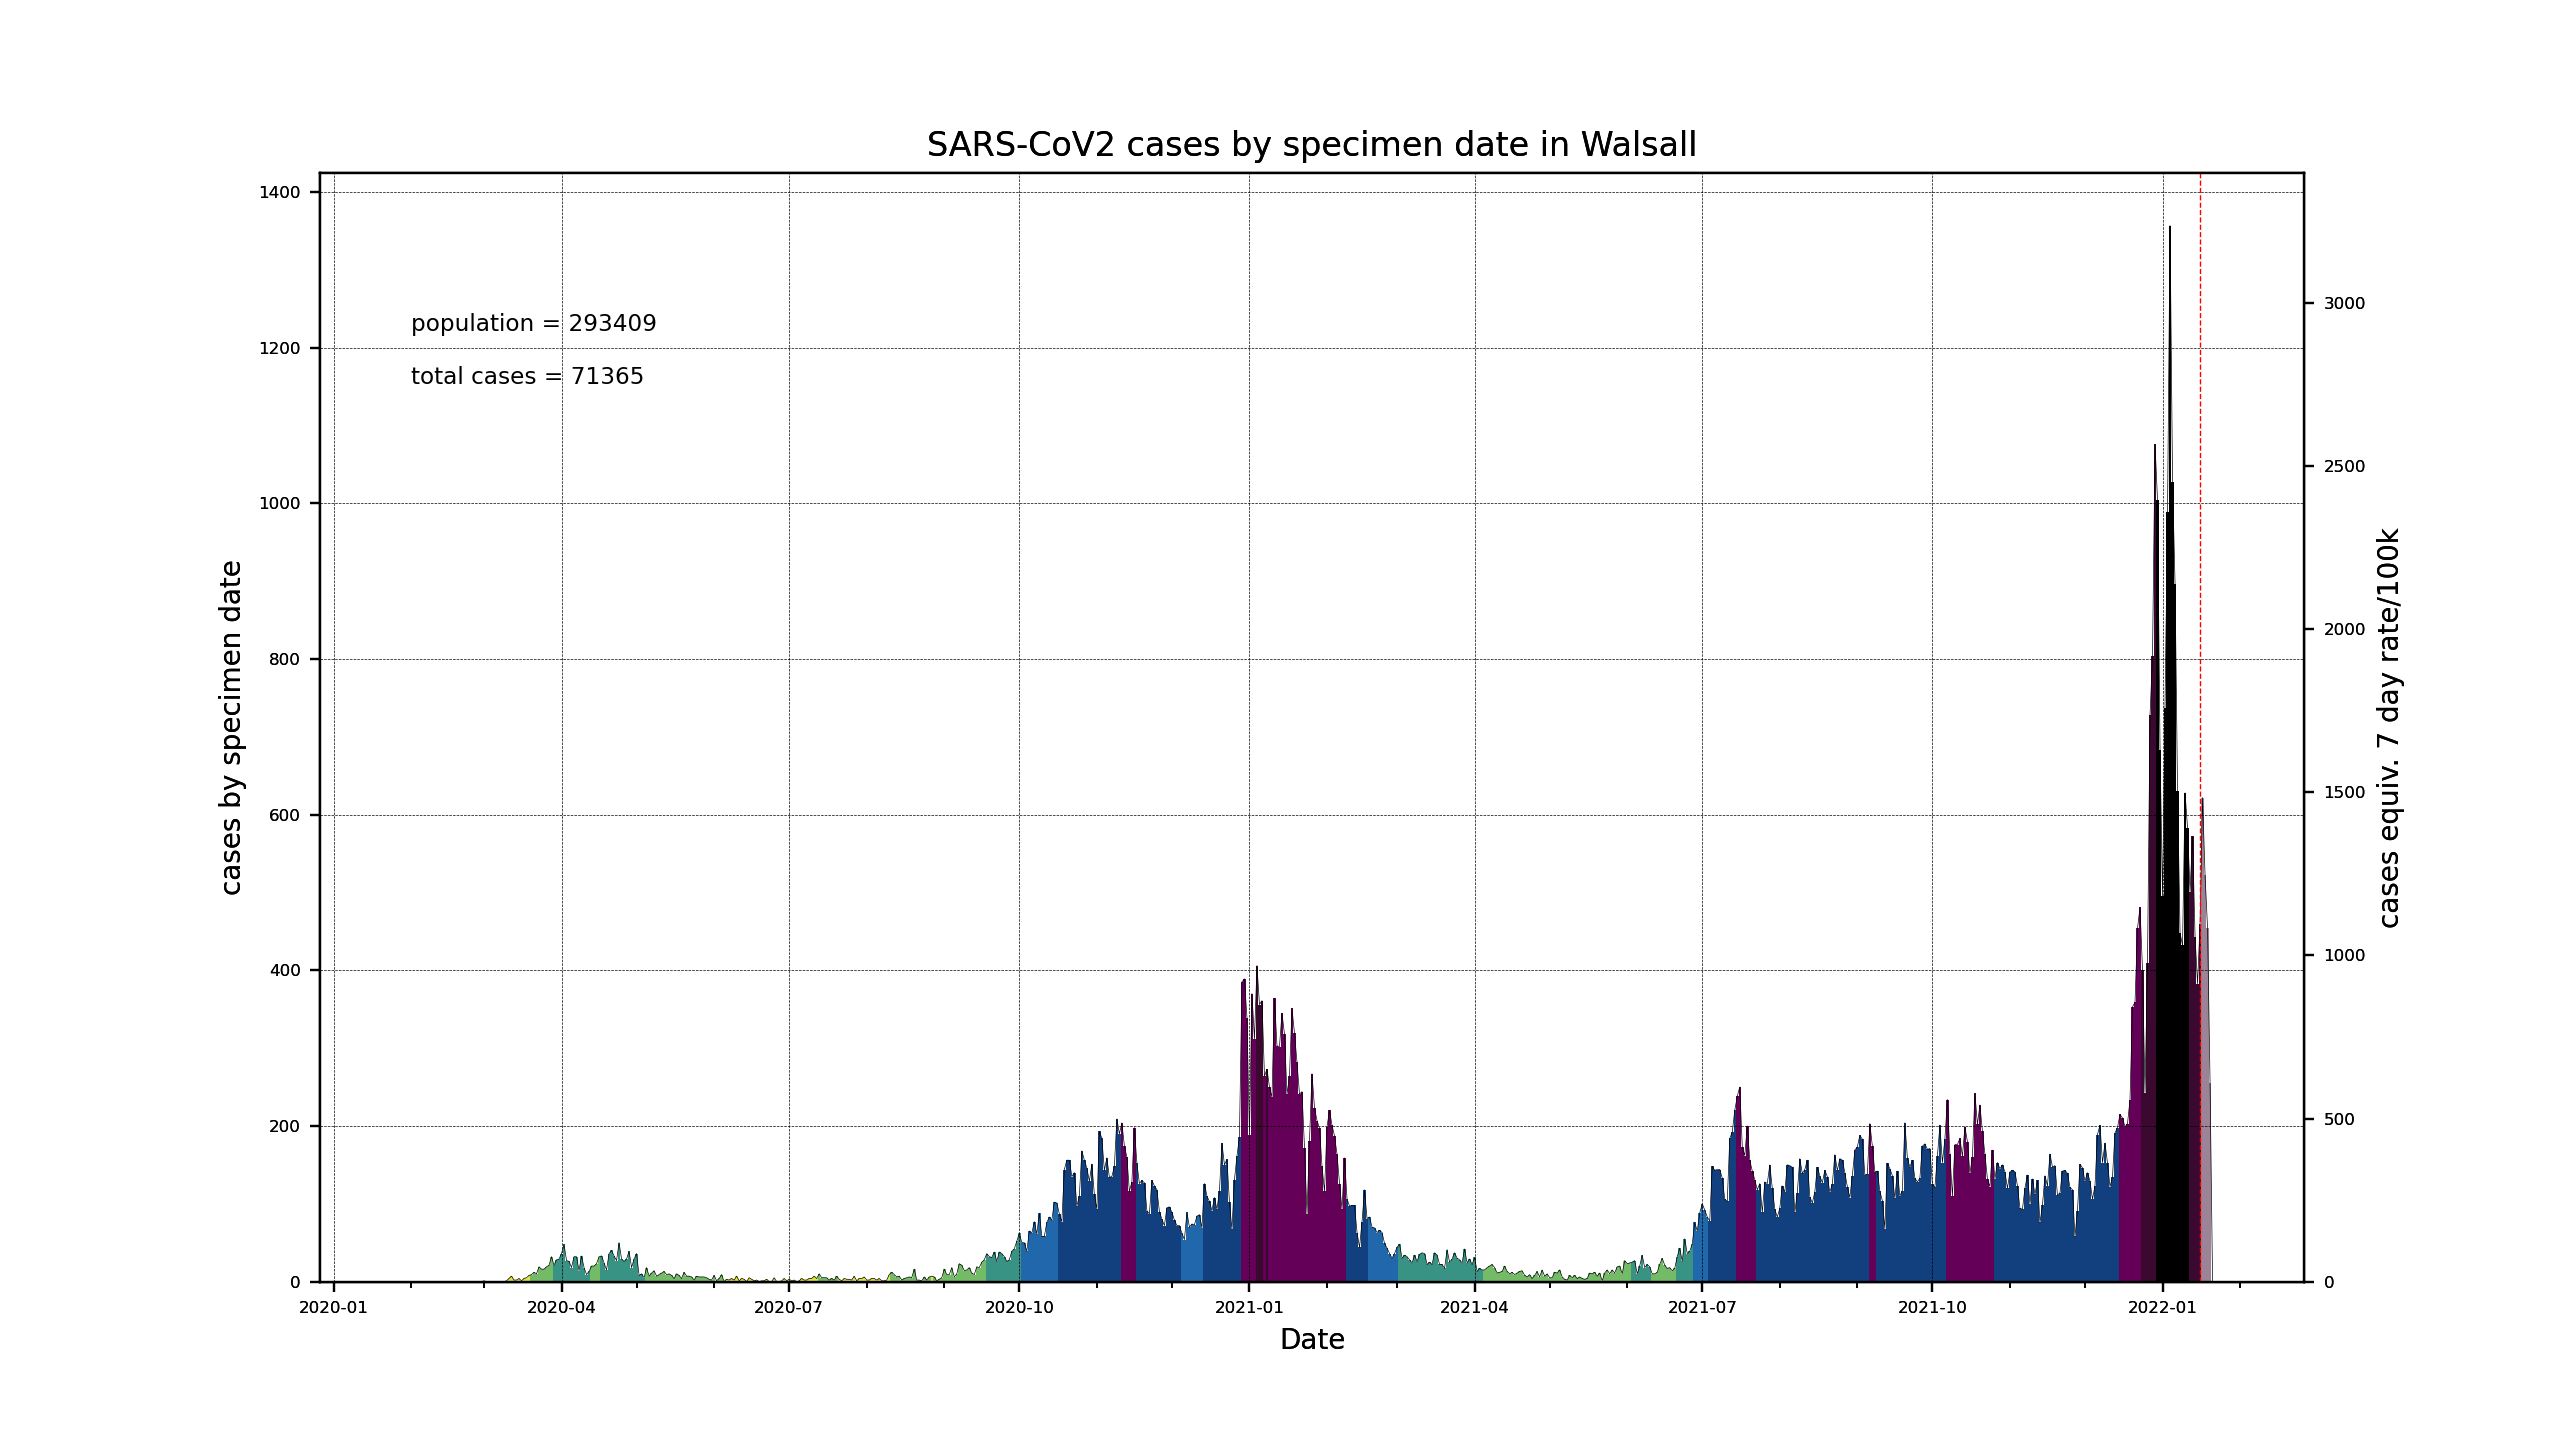 SARS-CoV2 cases by specimen date in Walsall
1400
1200
1000
800
600
400
200
0
cases by specimen date
population = 293409
total cases = 71365
3000
2500
2000
1500
1000
500
0
cases equiv. 7 day rate/100k
2020-01 2020-04 2020-07 2020-10 2021-01 2021-04 2021-07 2021-10 2022-01
Date